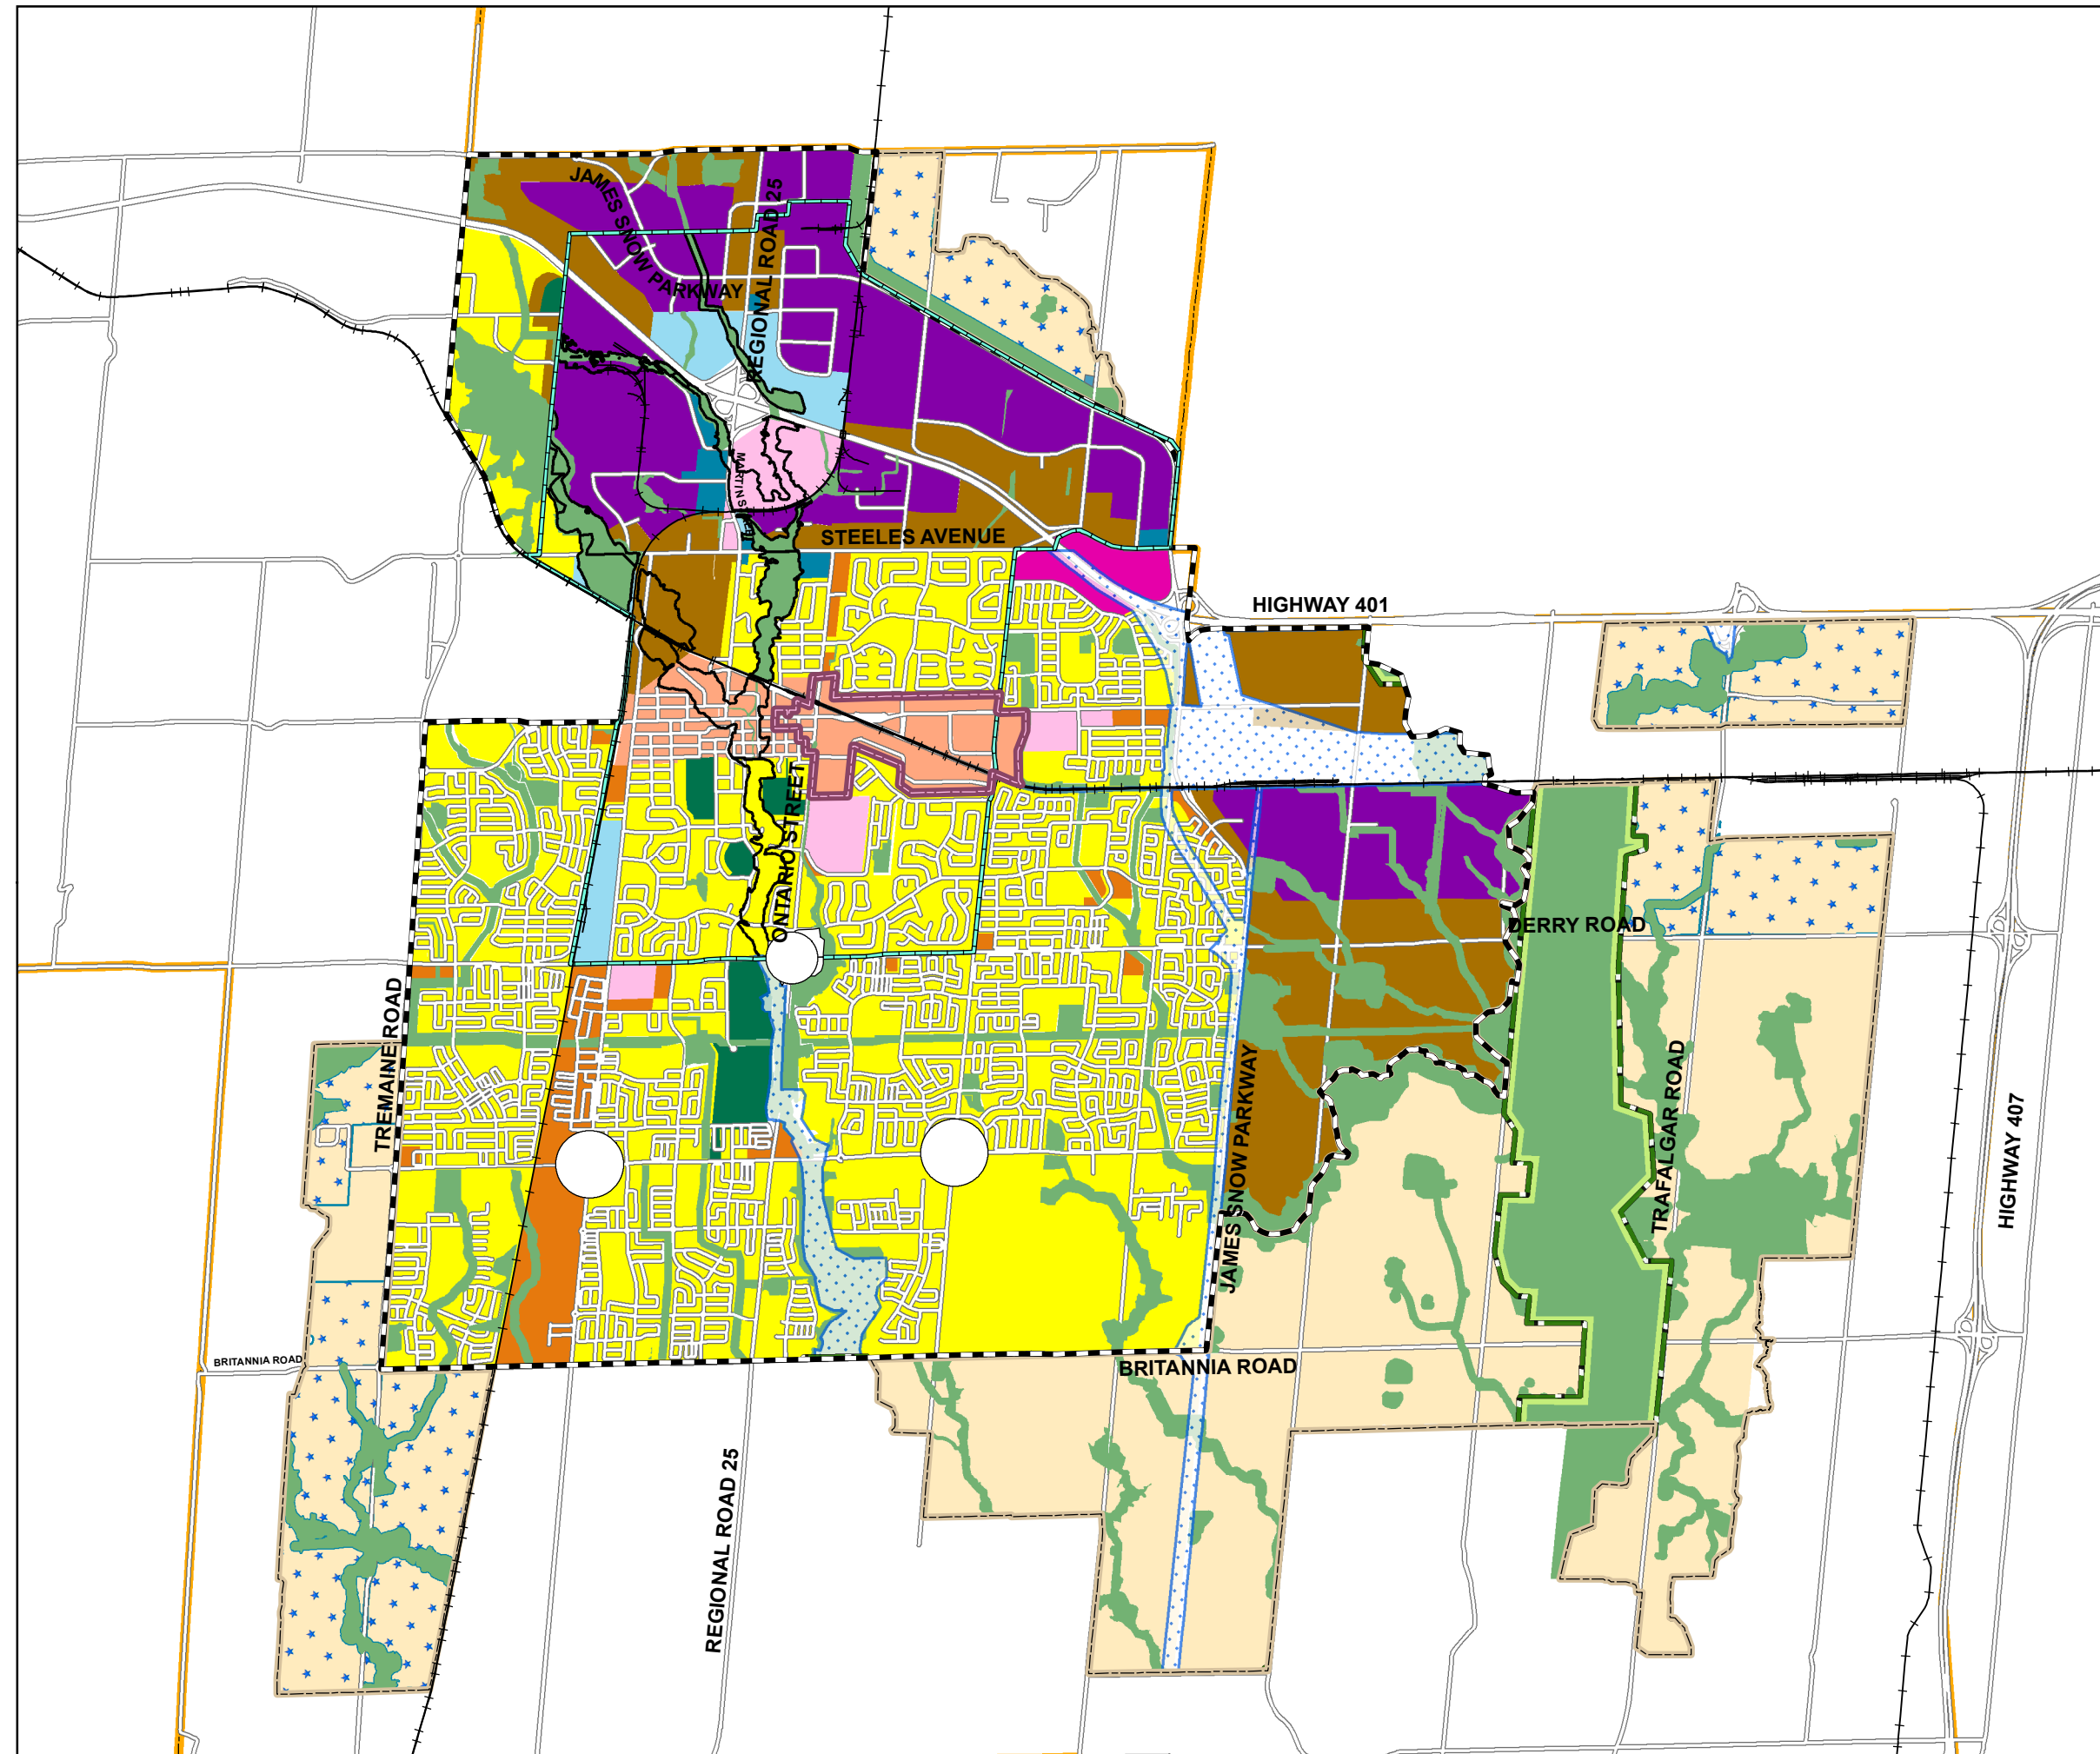 JAMES SNOW PARKWAY
REGIONAL ROAD 25
STEELES AVENUE
HIGHWAY 401
ONTARIO STREET
DERRY ROAD
TREMAINE ROAD
JAMES SNOW PARKWAY
TRAFALGAR ROAD
HIGHWAY 407
BRITANNIA ROAD
BRITANNIA ROAD
REGIONAL ROAD 25